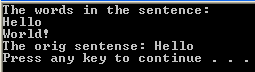 The words in the sentence:
Hello
World!
The orig sentense: Hello
Press any key to continue . . .